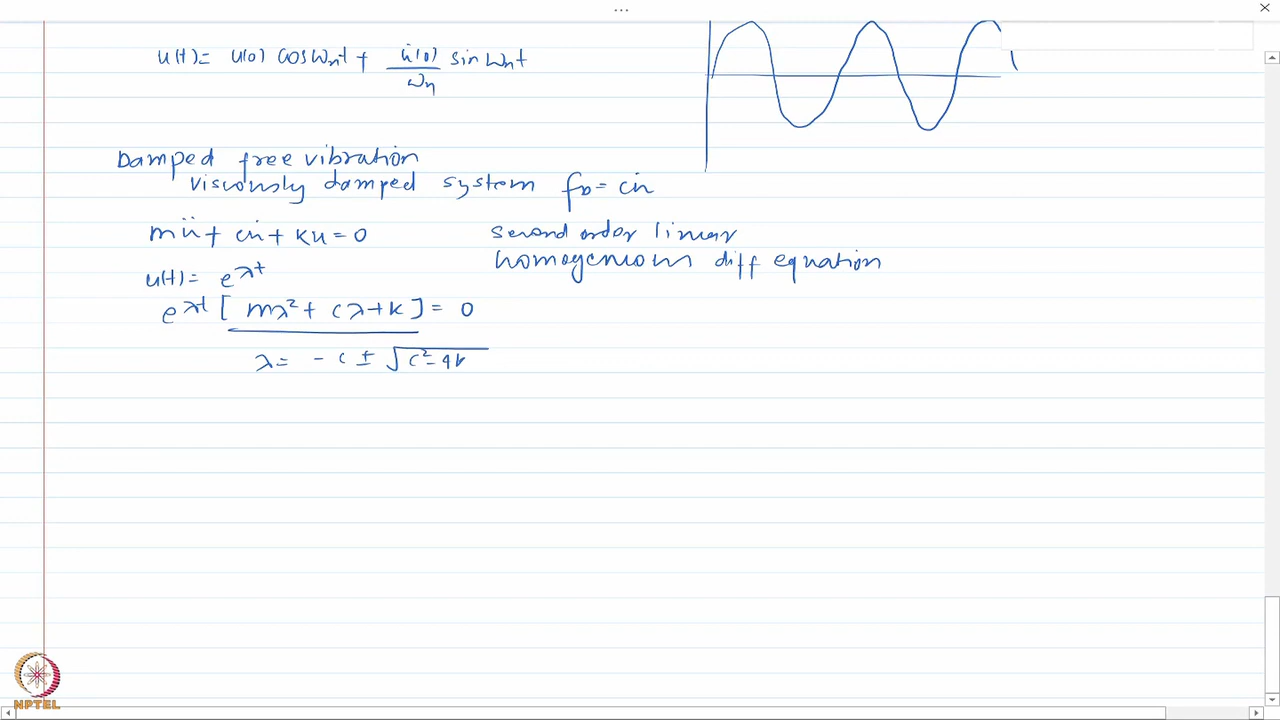 u(t) = u(0) cos ωnt + u̇(0)/ωn sin ωnt
Damped free vibration
viscously damped system fD = cu̇
mü + cu̇ + ku = 0
second order linear
homogenious diff equation
u(t) = e^λt
e^λt [ mλ² + cλ + k ] = 0
λ = - c ± √c² - 4k
NPTEL